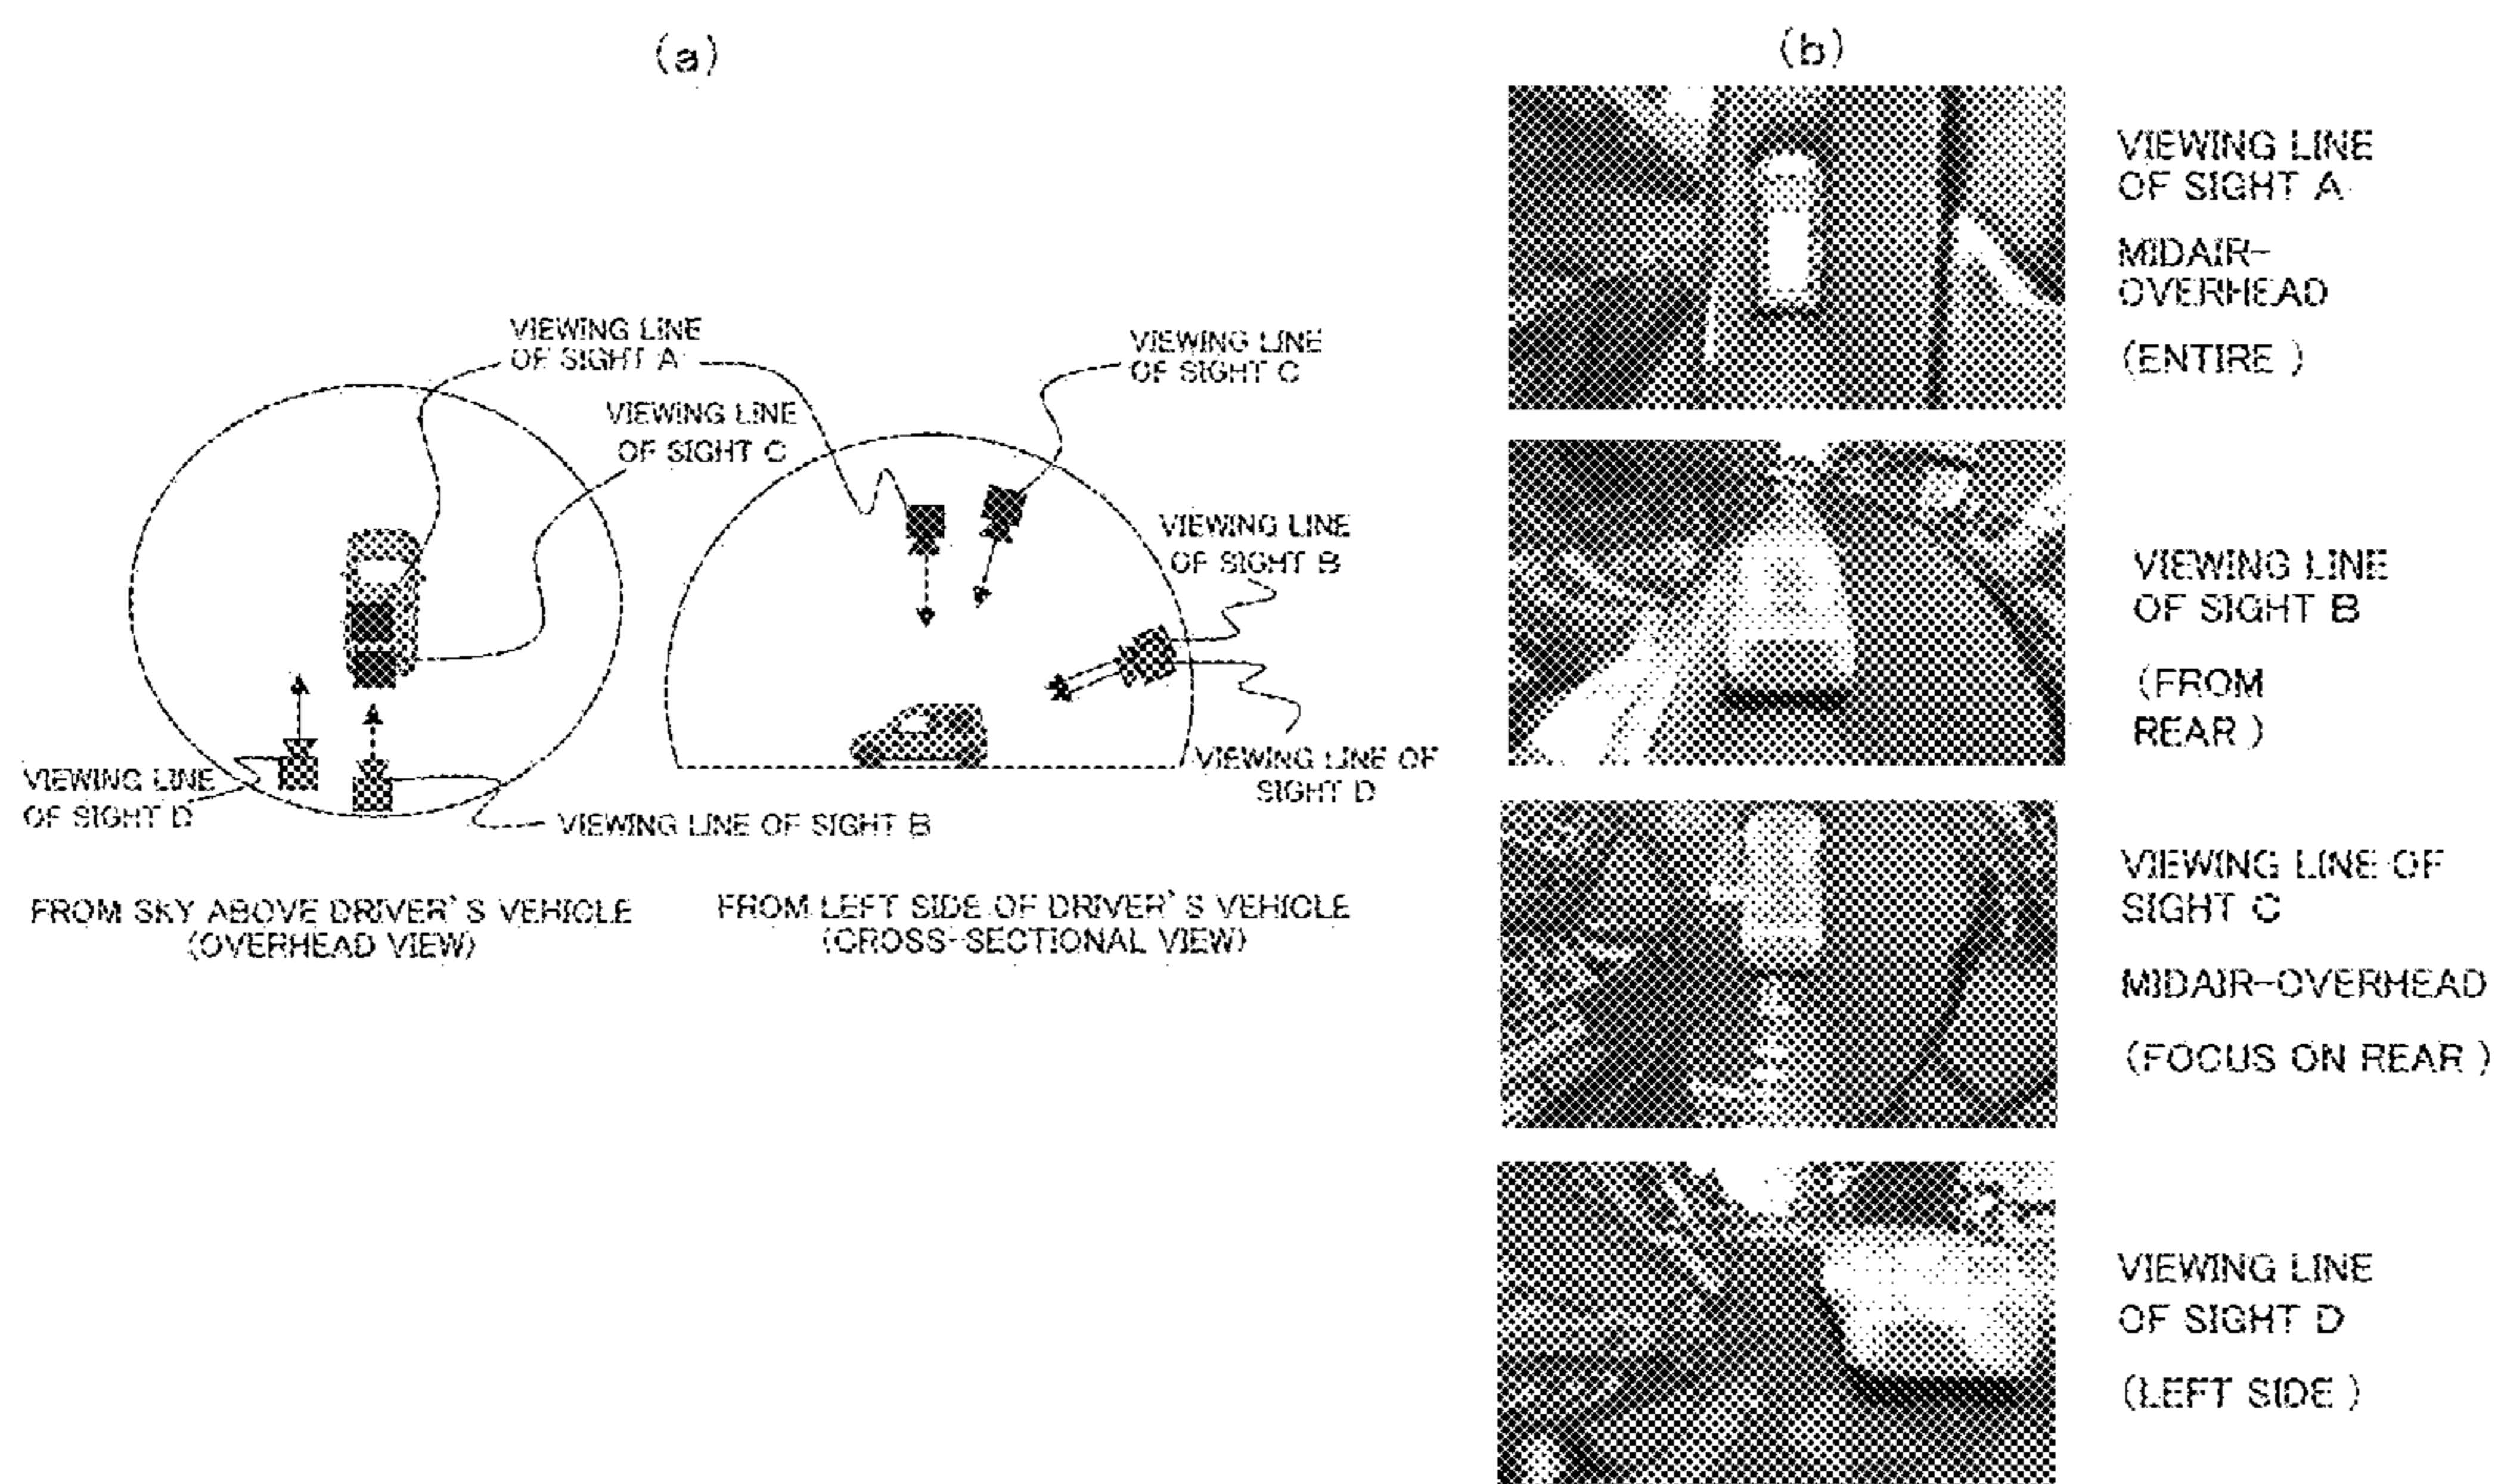 (a)
VIEWING LINE
OF SIGHT A
VIEWING LINE
OF SIGHT C
VIEWING LINE
OF SIGHT C
VIEWING LINE
OF SIGHT B
VIEWING LINE
OF SIGHT D
VIEWING LINE OF SIGHT B
VIEWING LINE OF
SIGHT D
FROM SKY ABOVE DRIVER'S VEHICLE
(OVERHEAD VIEW)
FROM LEFT SIDE OF DRIVER'S VEHICLE
(CROSS-SECTIONAL VIEW)
(b)
VIEWING LINE
OF SIGHT A
MIDAIR-
OVERHEAD
(ENTIRE)
VIEWING LINE
OF SIGHT B
(FROM
REAR)
VIEWING LINE OF
SIGHT C
MIDAIR-OVERHEAD
(FOCUS ON REAR)
VIEWING LINE
OF SIGHT D
(LEFT SIDE)